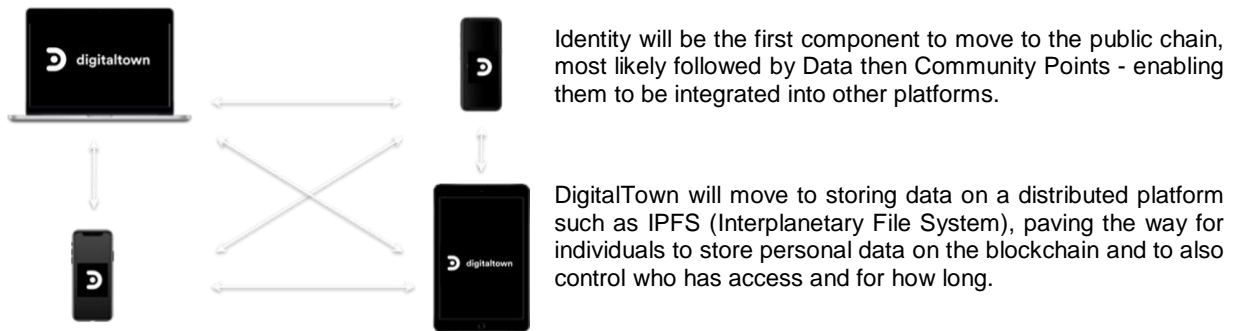 digitaltown
Identity will be the first component to move to the public chain,
most likely followed by Data then Community Points - enabling
them to be integrated into other platforms.
DigitalTown will move to storing data on a distributed platform
such as IPFS (Interplanetary File System), paving the way for
individuals to store personal data on the blockchain and to also
control who has access and for how long.
digitaltown